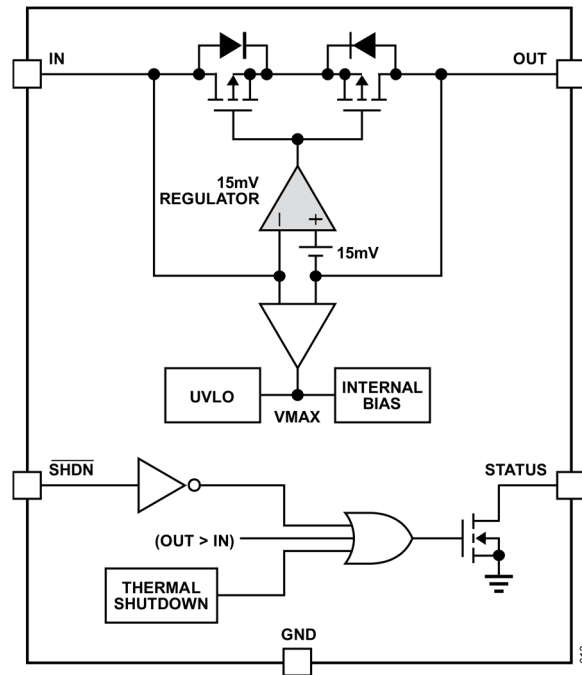 IN
OUT
15mV
REGULATOR
–
+
15mV
UVLO
INTERNAL
BIAS
VMAX
SHDN
STATUS
(OUT > IN)
THERMAL
SHUTDOWN
GND